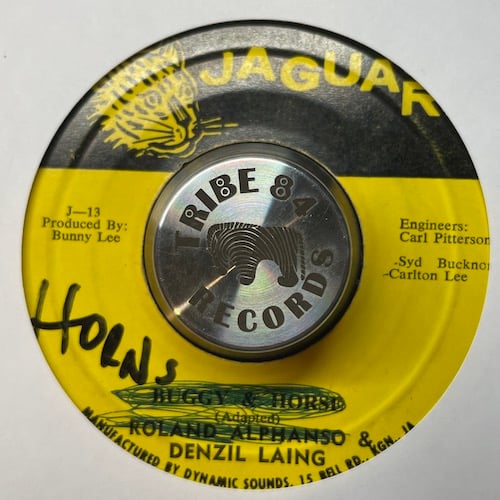 JAGUAR
J-13
Produced By:
Bunny Lee
TRIBE 84
RECORDS
Engineers:
Carl Pitterson
-Syd Bucknor
-Carlton Lee
HORNS
BUGGY & HORSE
(Adapted)
ROLAND ALPHANSO &
DENZIL LAING
MANUFACTURED BY DYNAMIC SOUNDS, 15 BELL RD., KGN., JA